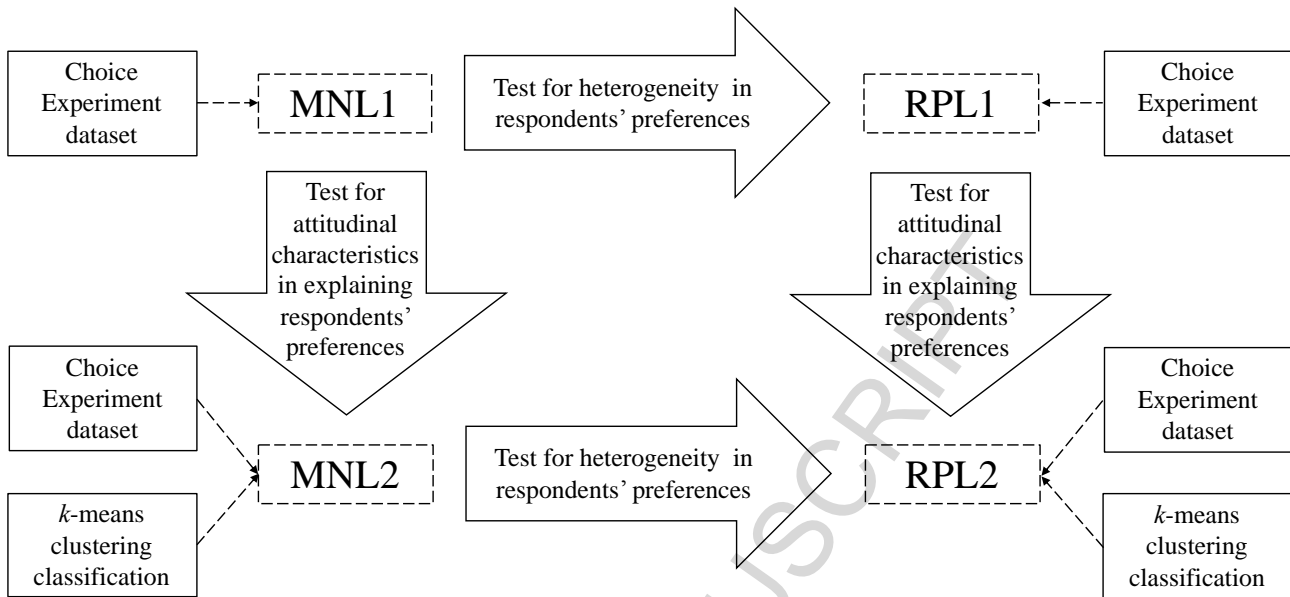 Choice
Experiment
dataset
MNL1
Test for heterogeneity in
respondents’ preferences
RPL1
Choice
Experiment
dataset
Test for
attitudinal
characteristics
in explaining
respondents’
preferences
Test for
attitudinal
characteristics
in explaining
respondents’
preferences
Choice
Experiment
dataset
k-means
clustering
classification
MNL2
Test for heterogeneity in
respondents’ preferences
RPL2
Choice
Experiment
dataset
k-means
clustering
classification
USCRIPT